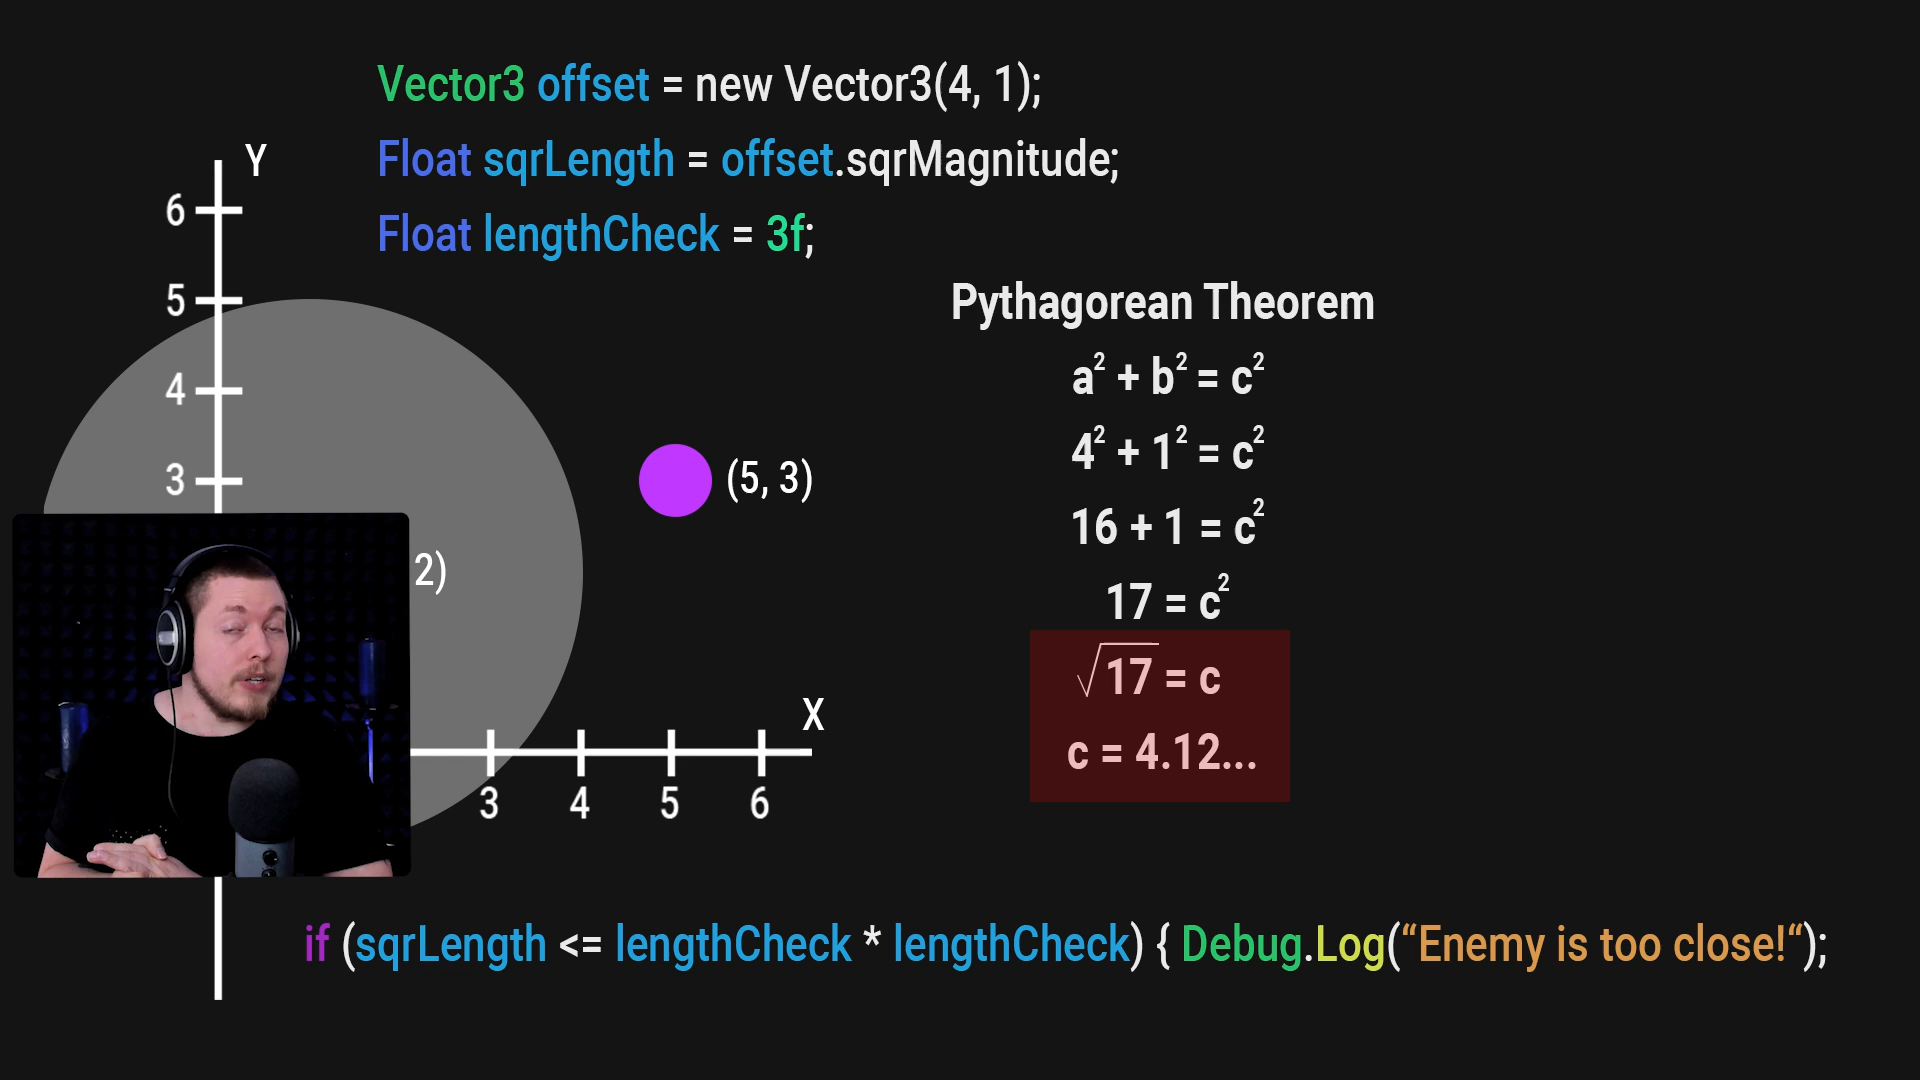 Vector3 offset = new Vector3(4, 1);
Float sqrLength = offset.sqrMagnitude;
Float lengthCheck = 3f;
Y
6
5
4
3
(5, 3)
2)
X
3 4 5 6
Pythagorean Theorem
a² + b² = c²
4² + 1² = c²
16 + 1 = c²
17 = c²
√17 = c
c = 4.12...
if (sqrLength <= lengthCheck * lengthCheck) { Debug.Log(“Enemy is too close!“);